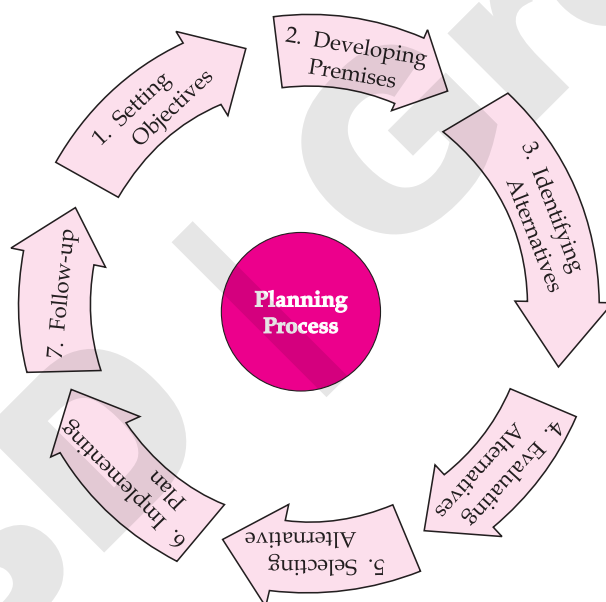 1. Setting
Objectives
2. Developing
Premises
3. Identifying
Alternatives
4. Evaluating
Alternatives
5. Selecting
Alternative
6. Implementing
Plan
7. Follow-up
Planning
Process